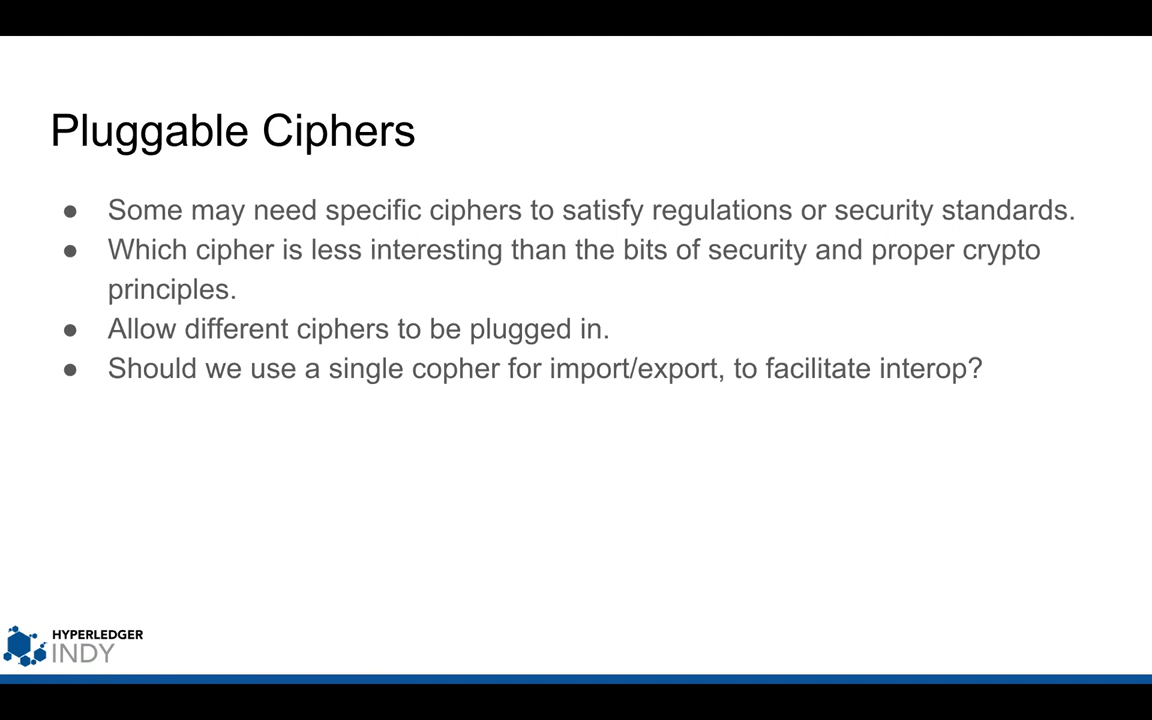 Pluggable Ciphers
● Some may need specific ciphers to satisfy regulations or security standards.
● Which cipher is less interesting than the bits of security and proper crypto
principles.
● Allow different ciphers to be plugged in.
● Should we use a single copher for import/export, to facilitate interop?
HYPERLEDGER
INDY